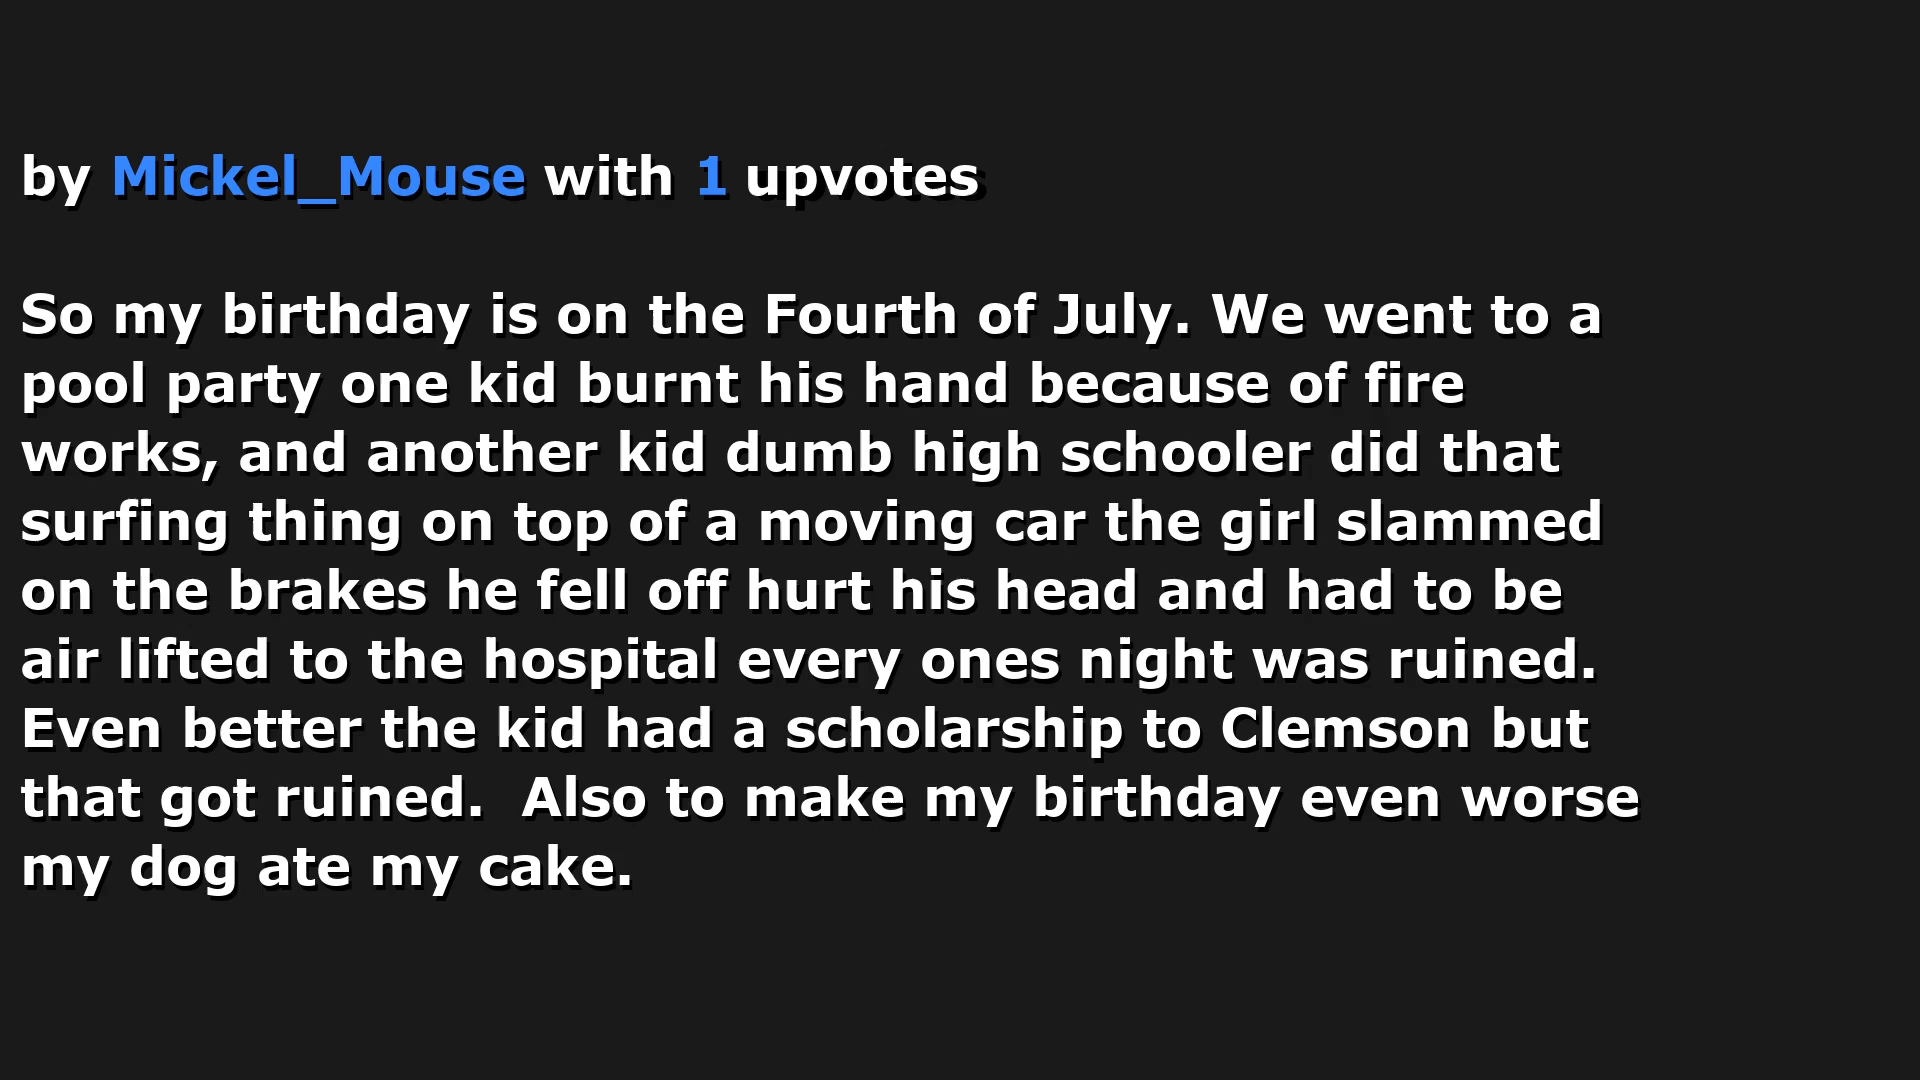 by Mickel_Mouse with 1 upvotes
So my birthday is on the Fourth of July. We went to a
pool party one kid burnt his hand because of fire
works, and another kid dumb high schooler did that
surfing thing on top of a moving car the girl slammed
on the brakes he fell off hurt his head and had to be
air lifted to the hospital every ones night was ruined.
Even better the kid had a scholarship to Clemson but
that got ruined.  Also to make my birthday even worse
my dog ate my cake.